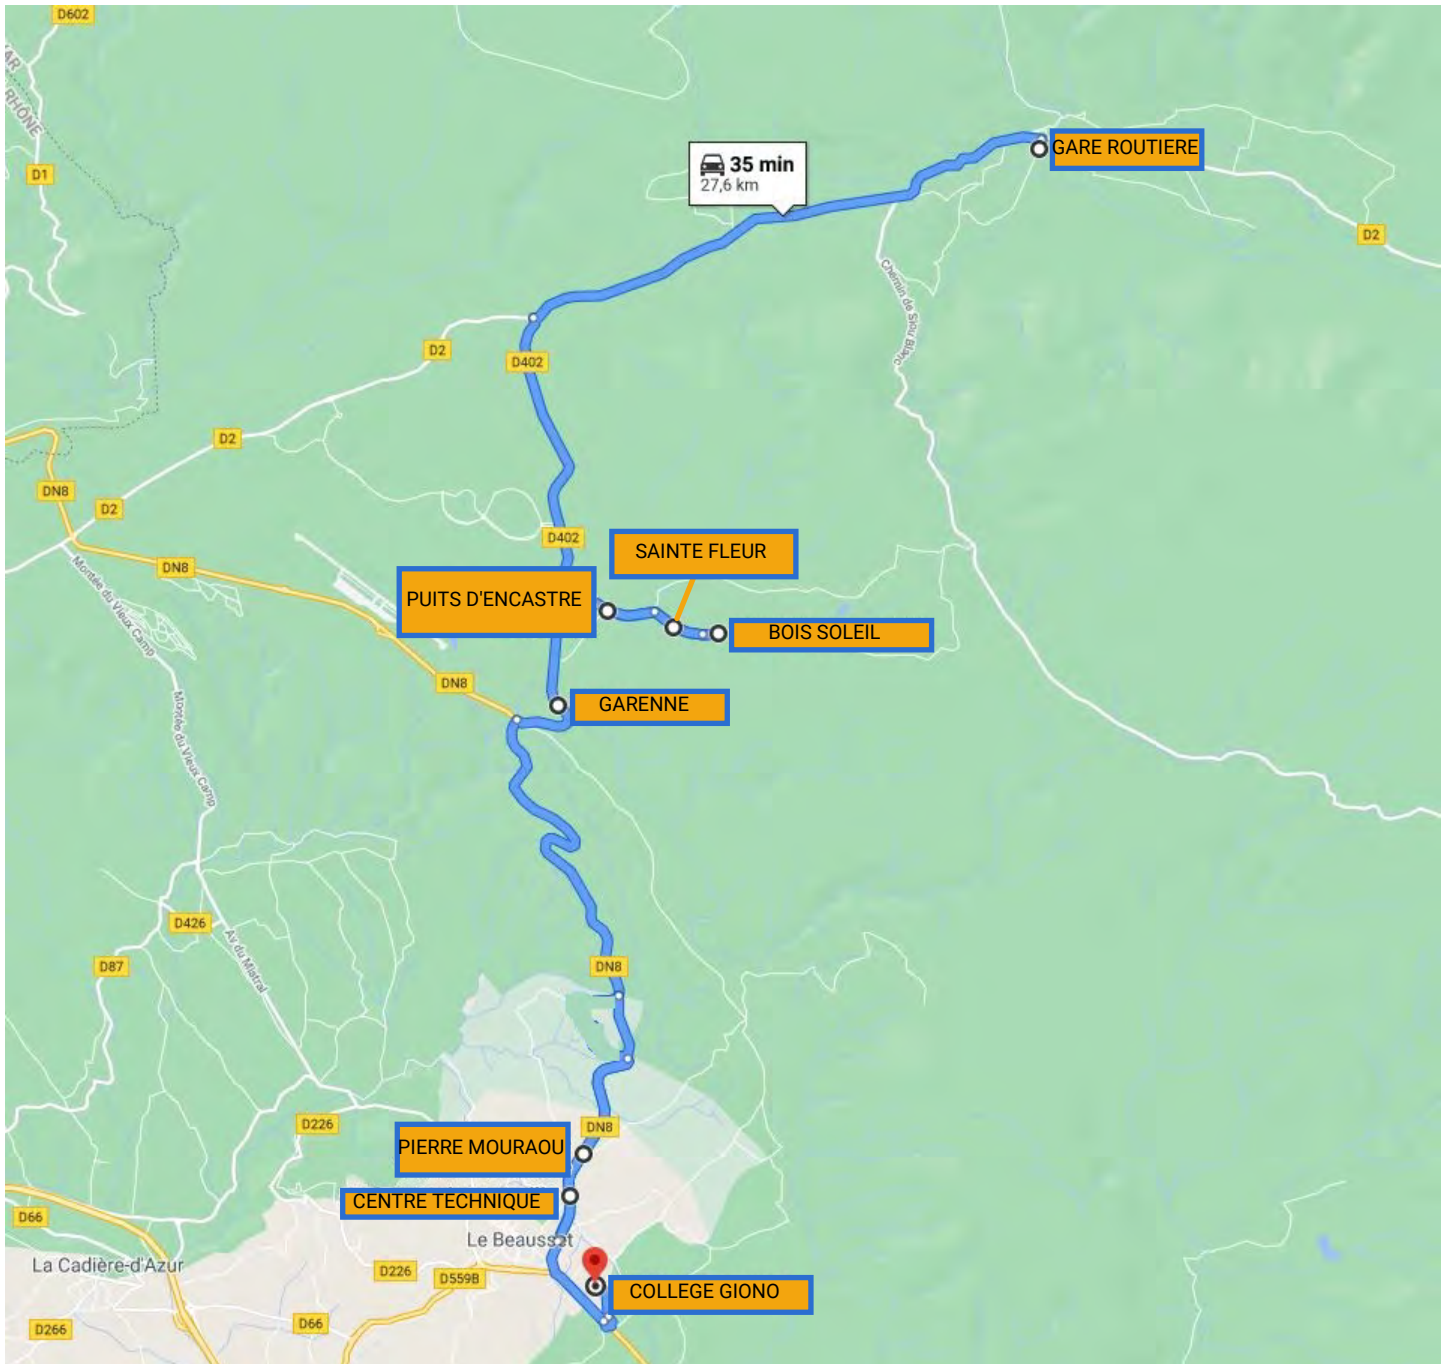 D602
VAR
RHÔNE
D1
GARE ROUTIERE
35 min
27,6 km
D2
Chemin de Siou Blanc
D2
D402
D2
DN8
D2
D402
SAINTE FLEUR
DN8
PUITS D'ENCASTRE
BOIS SOLEIL
Montée du Vieux Camp
DN8
GARENNE
Montée du Vieux Camp
D426
Av du Mistral
D87
DN8
D226
DN8
PIERRE MOURAOU
CENTRE TECHNIQUE
D66
Le Beausset
La Cadière-d'Azur
D226
D559B
COLLEGE GIONO
D266
D66